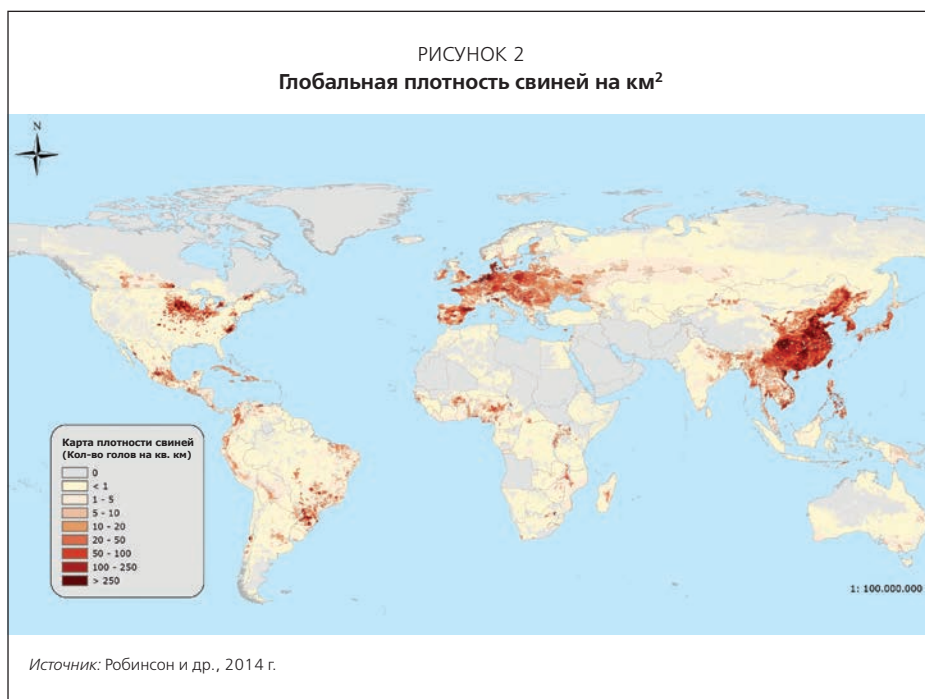 РИСУНОК 2
Глобальная плотность свиней на км²
N
Карта плотности свиней
(Кол-во голов на кв. км)
0
< 1
1 - 5
5 - 10
10 - 20
20 - 50
50 - 100
100 - 250
> 250
1: 100.000.000
Источник: Робинсон и др., 2014 г.